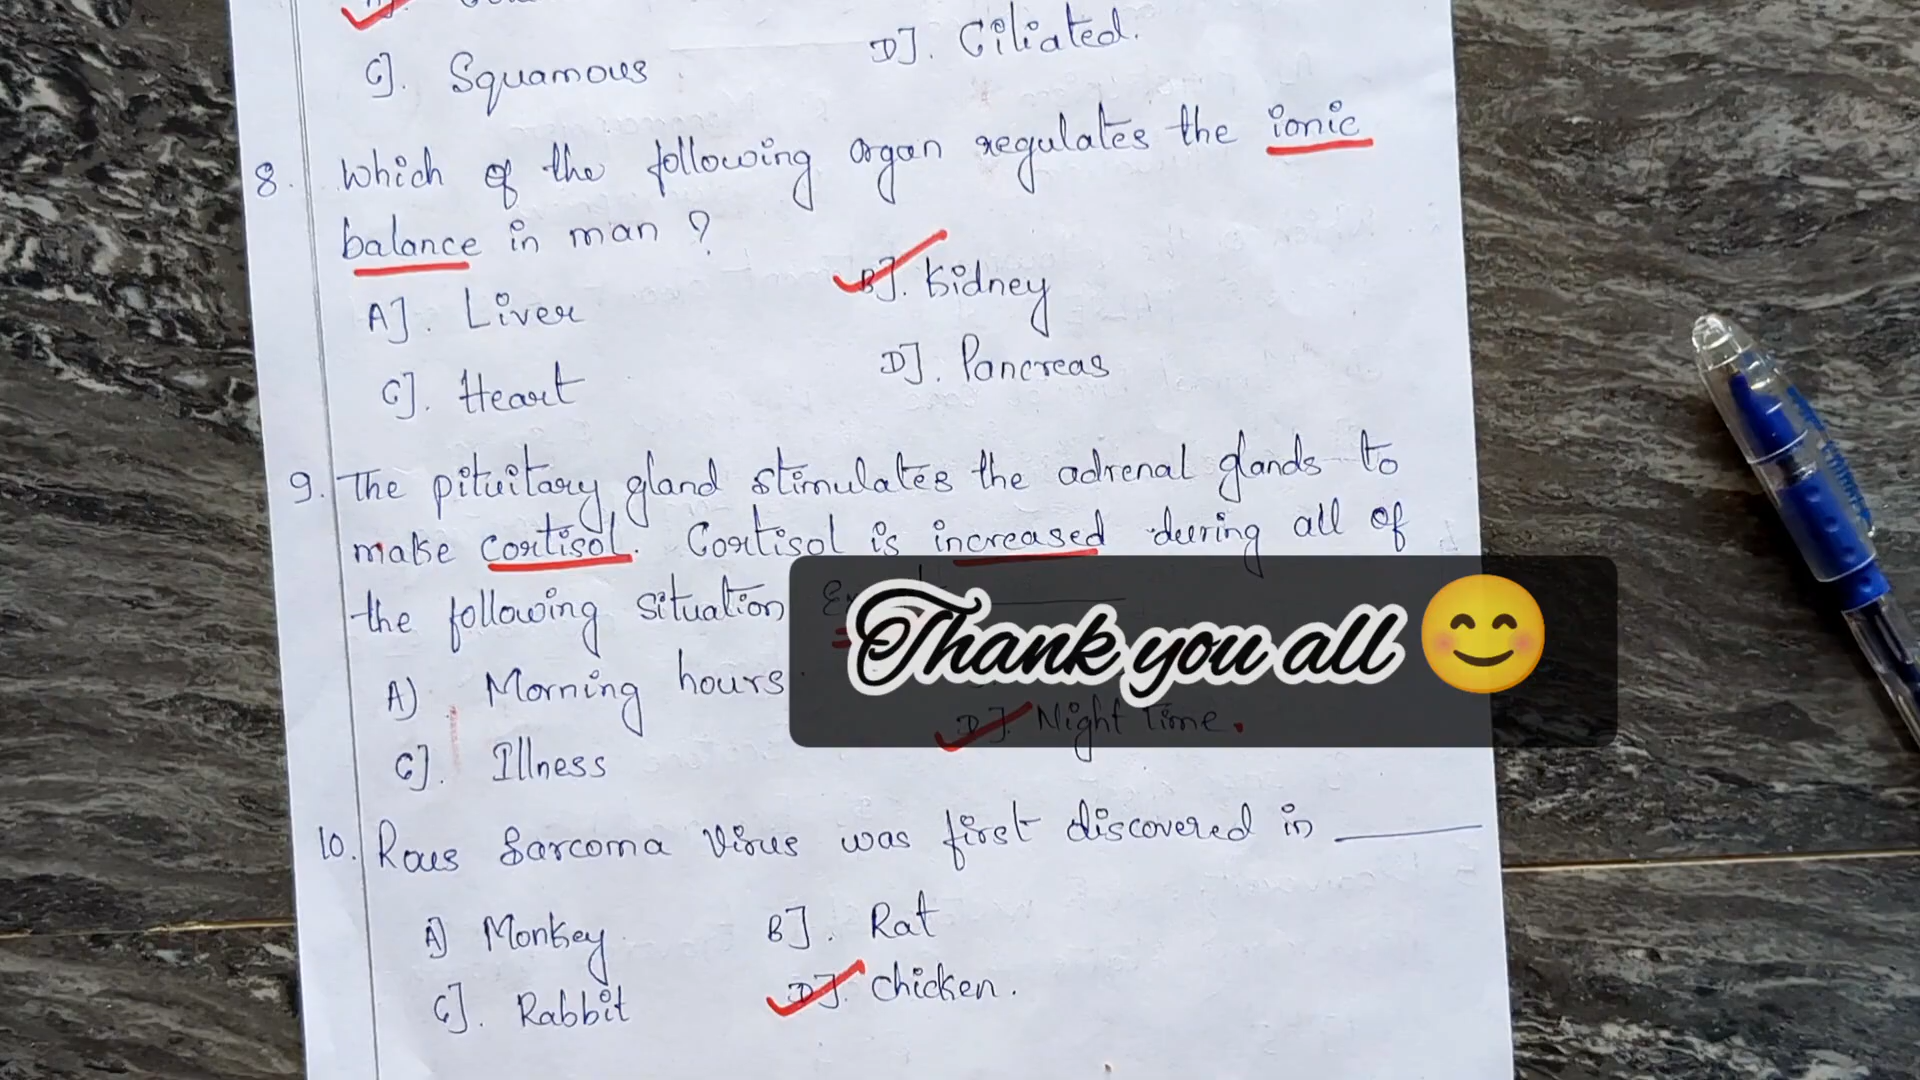 C]. Squamous
D]. Ciliated.
8. Which of the following organ regulates the ionic
balance in man ?
A]. Liver
B]. Kidney
C]. Heart
D]. Pancreas
9. The pituitary gland stimulates the adrenal glands to
make cortisol. Cortisol is increased during all of
the following situation
A) Morning hours.
C]. Illness
D]. Night time.
Thank you all 😊
10. Rous Sarcoma Virus was first discovered in ______
A] Monkey
B]. Rat
C]. Rabbit
D]. Chicken.